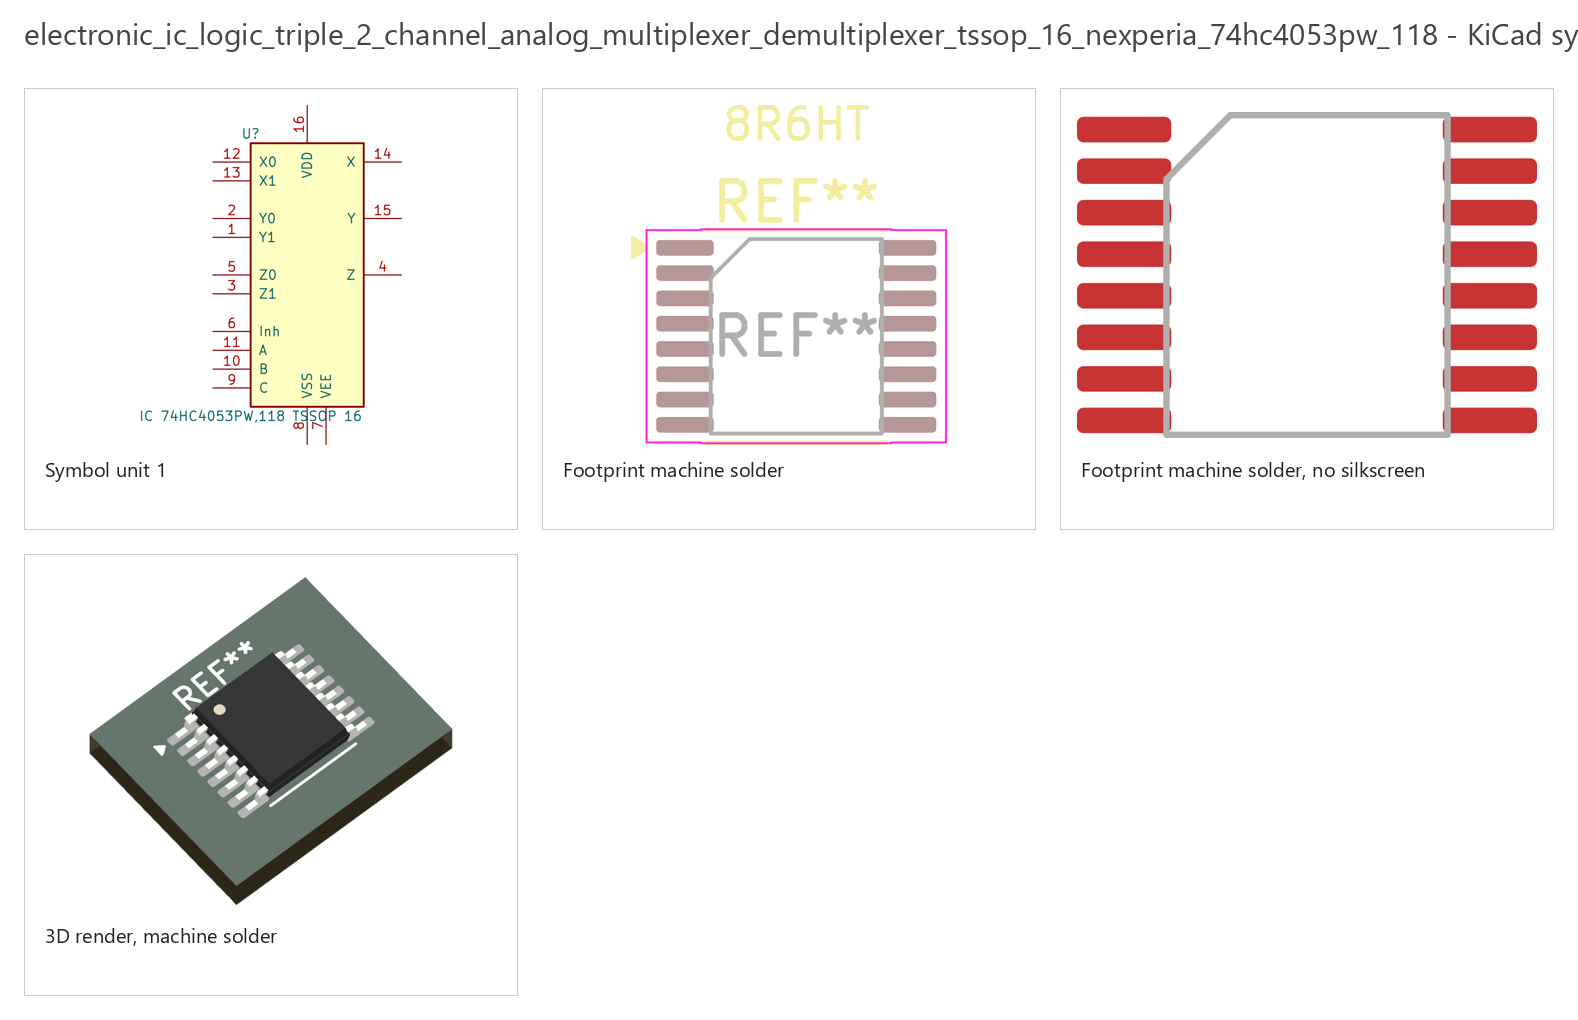 electronic_ic_logic_triple_2_channel_analog_multiplexer_demultiplexer_tssop_16_nexperia_74hc4053pw_118 - KiCad sy
16
U?
VDD
12 X0 X 14
13 X1
2 Y0 Y 15
1 Y1
5 Z0 Z 4
3 Z1
6 Inh
11 A
10 B
9 C
VSS VEE
IC 74HC4053PW,118 TSSOP 16
8 7
Symbol unit 1
8R6HT
REF**
REF**
Footprint machine solder
Footprint machine solder, no silkscreen
REF**
3D render, machine solder